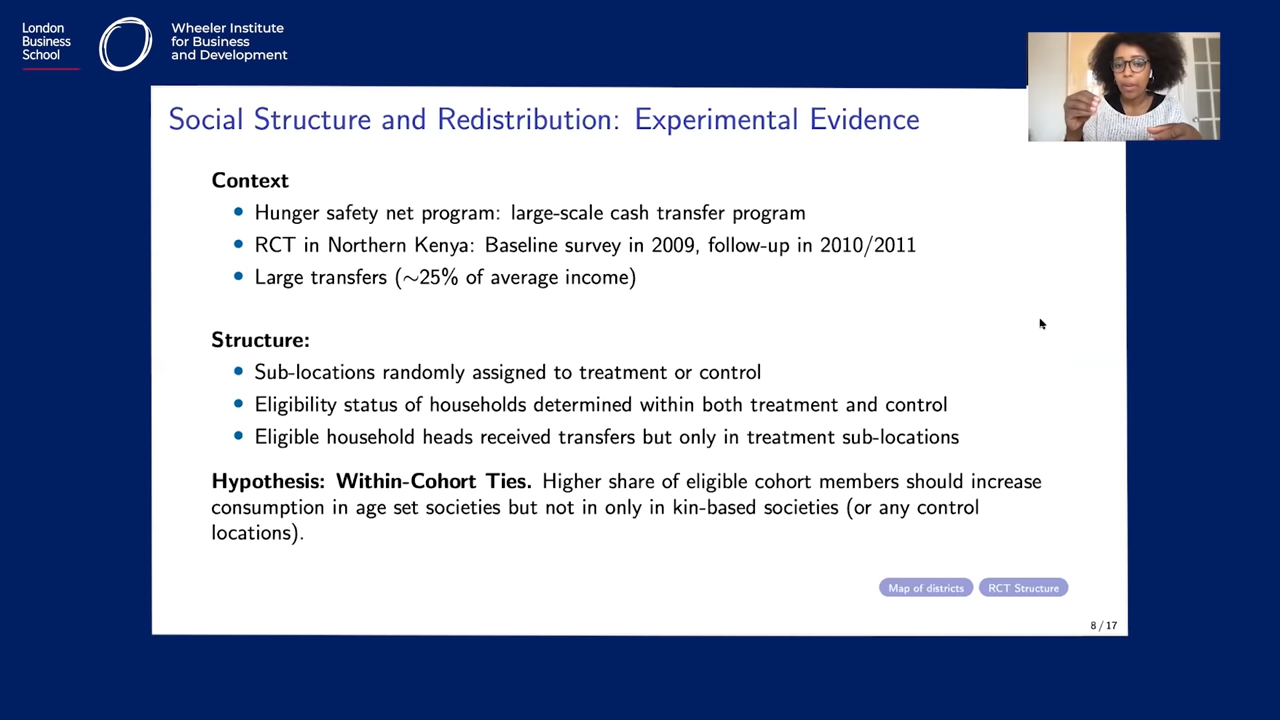 London
Business
School
Wheeler Institute
for Business
and Development
Social Structure and Redistribution: Experimental Evidence
Context
Hunger safety net program: large-scale cash transfer program
RCT in Northern Kenya: Baseline survey in 2009, follow-up in 2010/2011
Large transfers (~25% of average income)
Structure:
Sub-locations randomly assigned to treatment or control
Eligibility status of households determined within both treatment and control
Eligible household heads received transfers but only in treatment sub-locations
Hypothesis: Within-Cohort Ties. Higher share of eligible cohort members should increase
consumption in age set societies but not in only in kin-based societies (or any control
locations).
Map of districts
RCT Structure
8 / 17